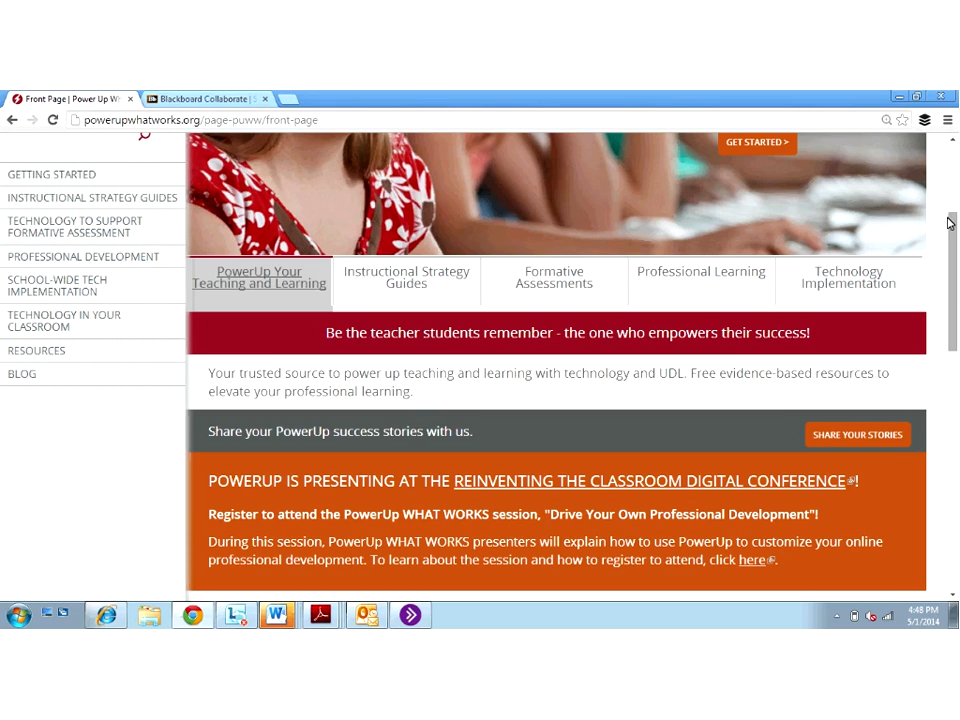 Front Page | Power Up Wh
Blackboard Collaborate | S
powerupwhatworks.org/page-puww/front-page
GET STARTED >
GETTING STARTED
INSTRUCTIONAL STRATEGY GUIDES
TECHNOLOGY TO SUPPORT
FORMATIVE ASSESSMENT
PROFESSIONAL DEVELOPMENT
SCHOOL-WIDE TECH
IMPLEMENTATION
TECHNOLOGY IN YOUR
CLASSROOM
RESOURCES
BLOG
PowerUp Your
Teaching and Learning
Instructional Strategy
Guides
Formative
Assessments
Professional Learning
Technology
Implementation
Be the teacher students remember - the one who empowers their success!
Your trusted source to power up teaching and learning with technology and UDL. Free evidence-based resources to
elevate your professional learning.
Share your PowerUp success stories with us.
SHARE YOUR STORIES
POWERUP IS PRESENTING AT THE REINVENTING THE CLASSROOM DIGITAL CONFERENCE!
Register to attend the PowerUp WHAT WORKS session, "Drive Your Own Professional Development"!
During this session, PowerUp WHAT WORKS presenters will explain how to use PowerUp to customize your online
professional development. To learn about the session and how to register to attend, click here.
4:48 PM
5/1/2014